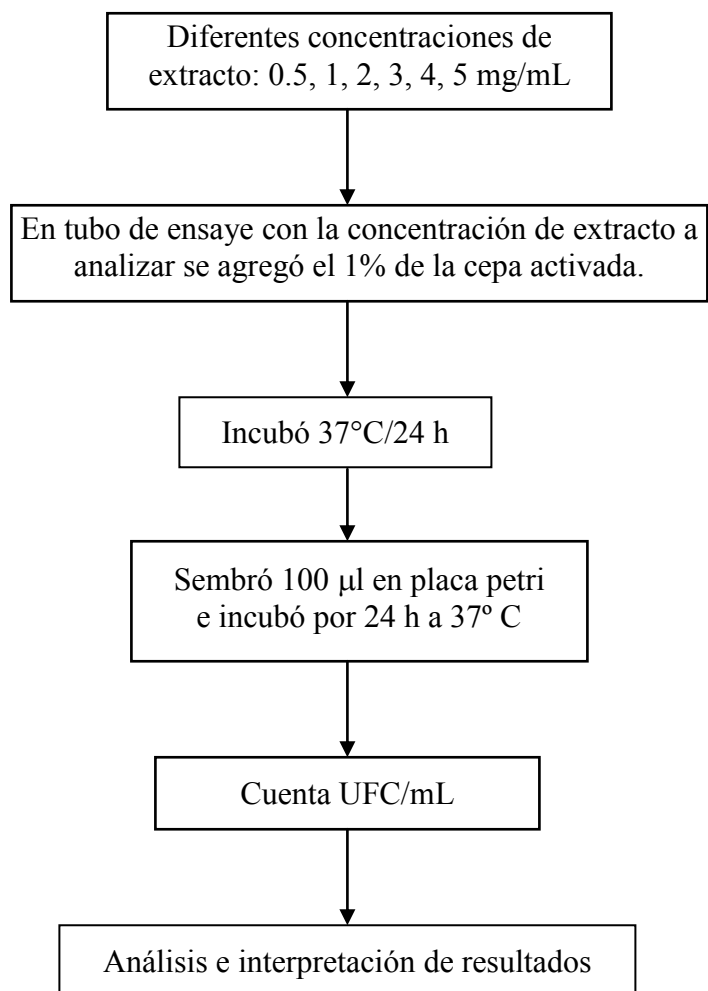 Diferentes concentraciones de
extracto: 0.5, 1, 2, 3, 4, 5 mg/mL
En tubo de ensaye con la concentración de extracto a
analizar se agregó el 1% de la cepa activada.
Incubó 37°C/24 h
Sembró 100 μl en placa petri
e incubó por 24 h a 37º C
Cuenta UFC/mL
Análisis e interpretación de resultados